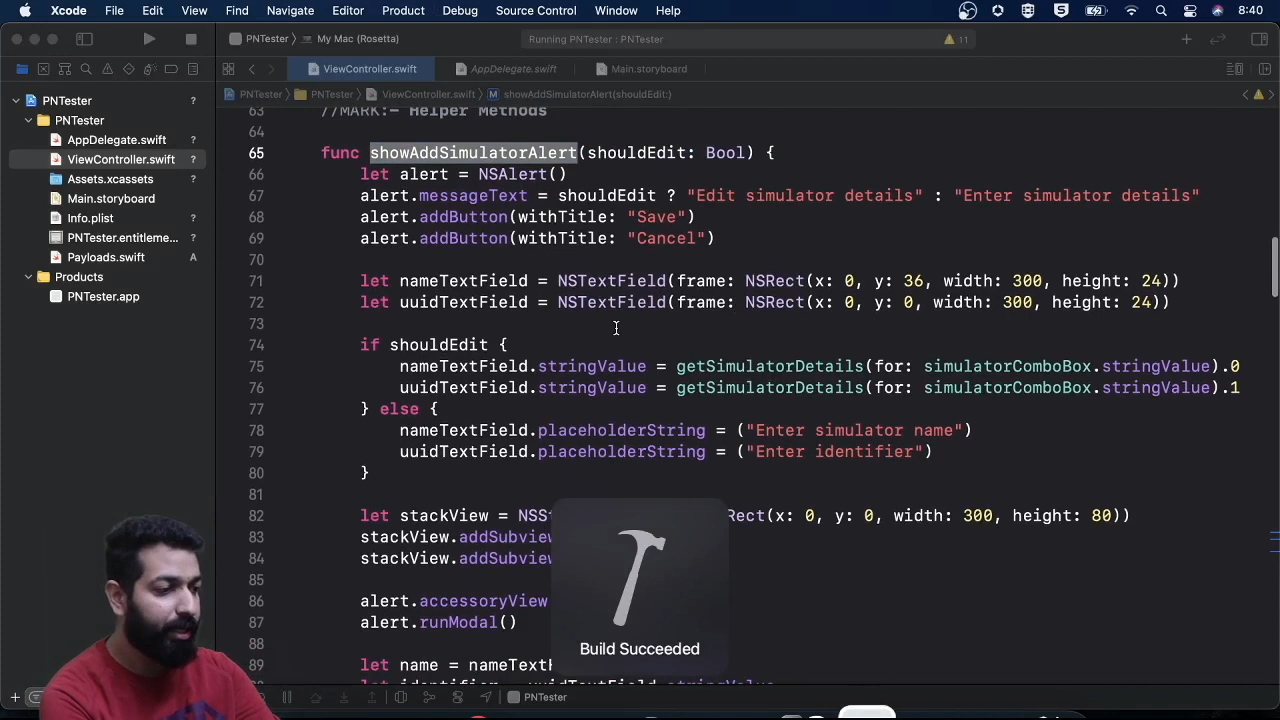 Xcode File Edit View Find Navigate Editor Product Debug Source Control Window Help 8:40
PNTester My Mac (Rosetta) Running PNTester : PNTester 11
ViewController.swift AppDelegate.swift Main.storyboard
PNTester PNTester ViewController.swift M showAddSimulatorAlert(shouldEdit:)
PNTester ?
PNTester
AppDelegate.swift ?
ViewController.swift ?
Assets.xcassets ?
Main.storyboard ?
Info.plist ?
PNTester.entitleme... ?
Payloads.swift A
Products
PNTester.app
63 //MARK:- Helper Methods
64
65 func showAddSimulatorAlert(shouldEdit: Bool) {
66 let alert = NSAlert()
67 alert.messageText = shouldEdit ? "Edit simulator details" : "Enter simulator details"
68 alert.addButton(withTitle: "Save")
69 alert.addButton(withTitle: "Cancel")
70
71 let nameTextField = NSTextField(frame: NSRect(x: 0, y: 36, width: 300, height: 24))
72 let uuidTextField = NSTextField(frame: NSRect(x: 0, y: 0, width: 300, height: 24))
73
74 if shouldEdit {
75 nameTextField.stringValue = getSimulatorDetails(for: simulatorComboBox.stringValue).0
76 uuidTextField.stringValue = getSimulatorDetails(for: simulatorComboBox.stringValue).1
77 } else {
78 nameTextField.placeholderString = ("Enter simulator name")
79 uuidTextField.placeholderString = ("Enter identifier")
80 }
81
82 let stackView = NSS Rect(x: 0, y: 0, width: 300, height: 80))
83 stackView.addSubv
84 stackView.addSubv
85
86 alert.accessoryView
87 alert.runModal()
88
89 let name = nameText
Build Succeeded
PNTester